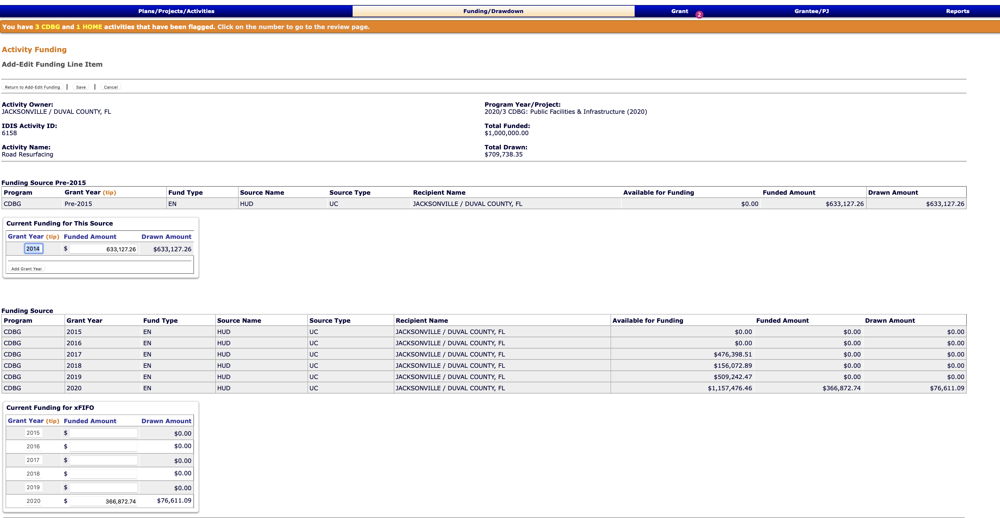 Plans/Projects/Activities Funding/Drawdown Grant 2 Grantee/PJ Reports
You have 3 CDBG and 1 HOME activities that have been flagged. Click on the number to go to the review page.
Activity Funding
Add-Edit Funding Line Item
Return to Add-Edit Funding | Save | Cancel
Activity Owner: Program Year/Project:
JACKSONVILLE / DUVAL COUNTY, FL 2020/3 CDBG: Public Facilities & Infrastructure (2020)
IDIS Activity ID: Total Funded:
6158 $1,000,000.00
Activity Name: Total Drawn:
Road Resurfacing $709,738.35
Funding Source Pre-2015
Program Grant Year (tip) Fund Type Source Name Source Type Recipient Name Available for Funding Funded Amount Drawn Amount
CDBG Pre-2015 EN HUD UC JACKSONVILLE / DUVAL COUNTY, FL $0.00 $633,127.26 $633,127.26
Current Funding for This Source
Grant Year (tip) Funded Amount Drawn Amount
2014 $ 633,127.26 $633,127.26
Add Grant Year
Funding Source
Program Grant Year Fund Type Source Name Source Type Recipient Name Available for Funding Funded Amount Drawn Amount
CDBG 2015 EN HUD UC JACKSONVILLE / DUVAL COUNTY, FL $0.00 $0.00 $0.00
CDBG 2016 EN HUD UC JACKSONVILLE / DUVAL COUNTY, FL $0.00 $0.00 $0.00
CDBG 2017 EN HUD UC JACKSONVILLE / DUVAL COUNTY, FL $476,398.51 $0.00 $0.00
CDBG 2018 EN HUD UC JACKSONVILLE / DUVAL COUNTY, FL $156,072.89 $0.00 $0.00
CDBG 2019 EN HUD UC JACKSONVILLE / DUVAL COUNTY, FL $509,242.47 $0.00 $0.00
CDBG 2020 EN HUD UC JACKSONVILLE / DUVAL COUNTY, FL $1,157,476.46 $366,872.74 $76,611.09
Current Funding for xFIFO
Grant Year (tip) Funded Amount Drawn Amount
2015 $ $0.00
2016 $ $0.00
2017 $ $0.00
2018 $ $0.00
2019 $ $0.00
2020 $ 366,872.74 $76,611.09